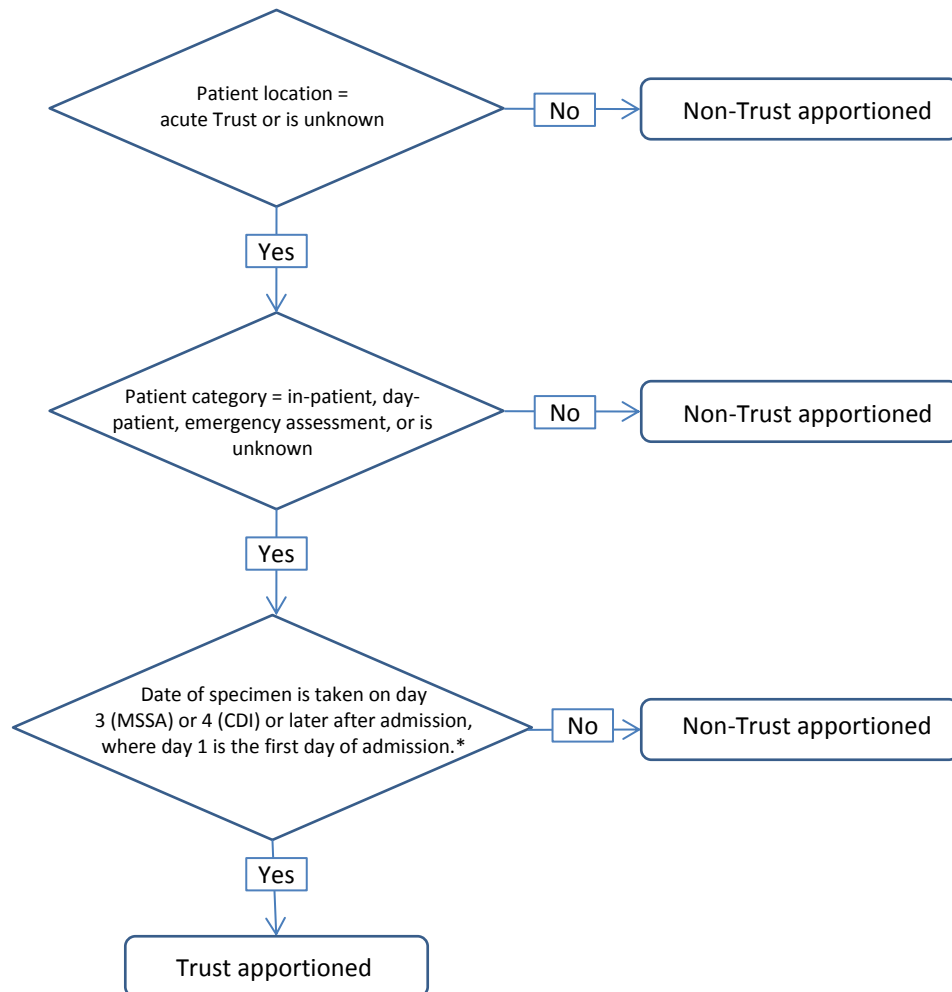 Patient location =
acute Trust or is unknown
No
Non-Trust apportioned
Yes
Patient category = in-patient, day-
patient, emergency assessment, or is
unknown
No
Non-Trust apportioned
Yes
Date of specimen is taken on day
3 (MSSA) or 4 (CDI) or later after admission,
where day 1 is the first day of admission.*
No
Non-Trust apportioned
Yes
Trust apportioned